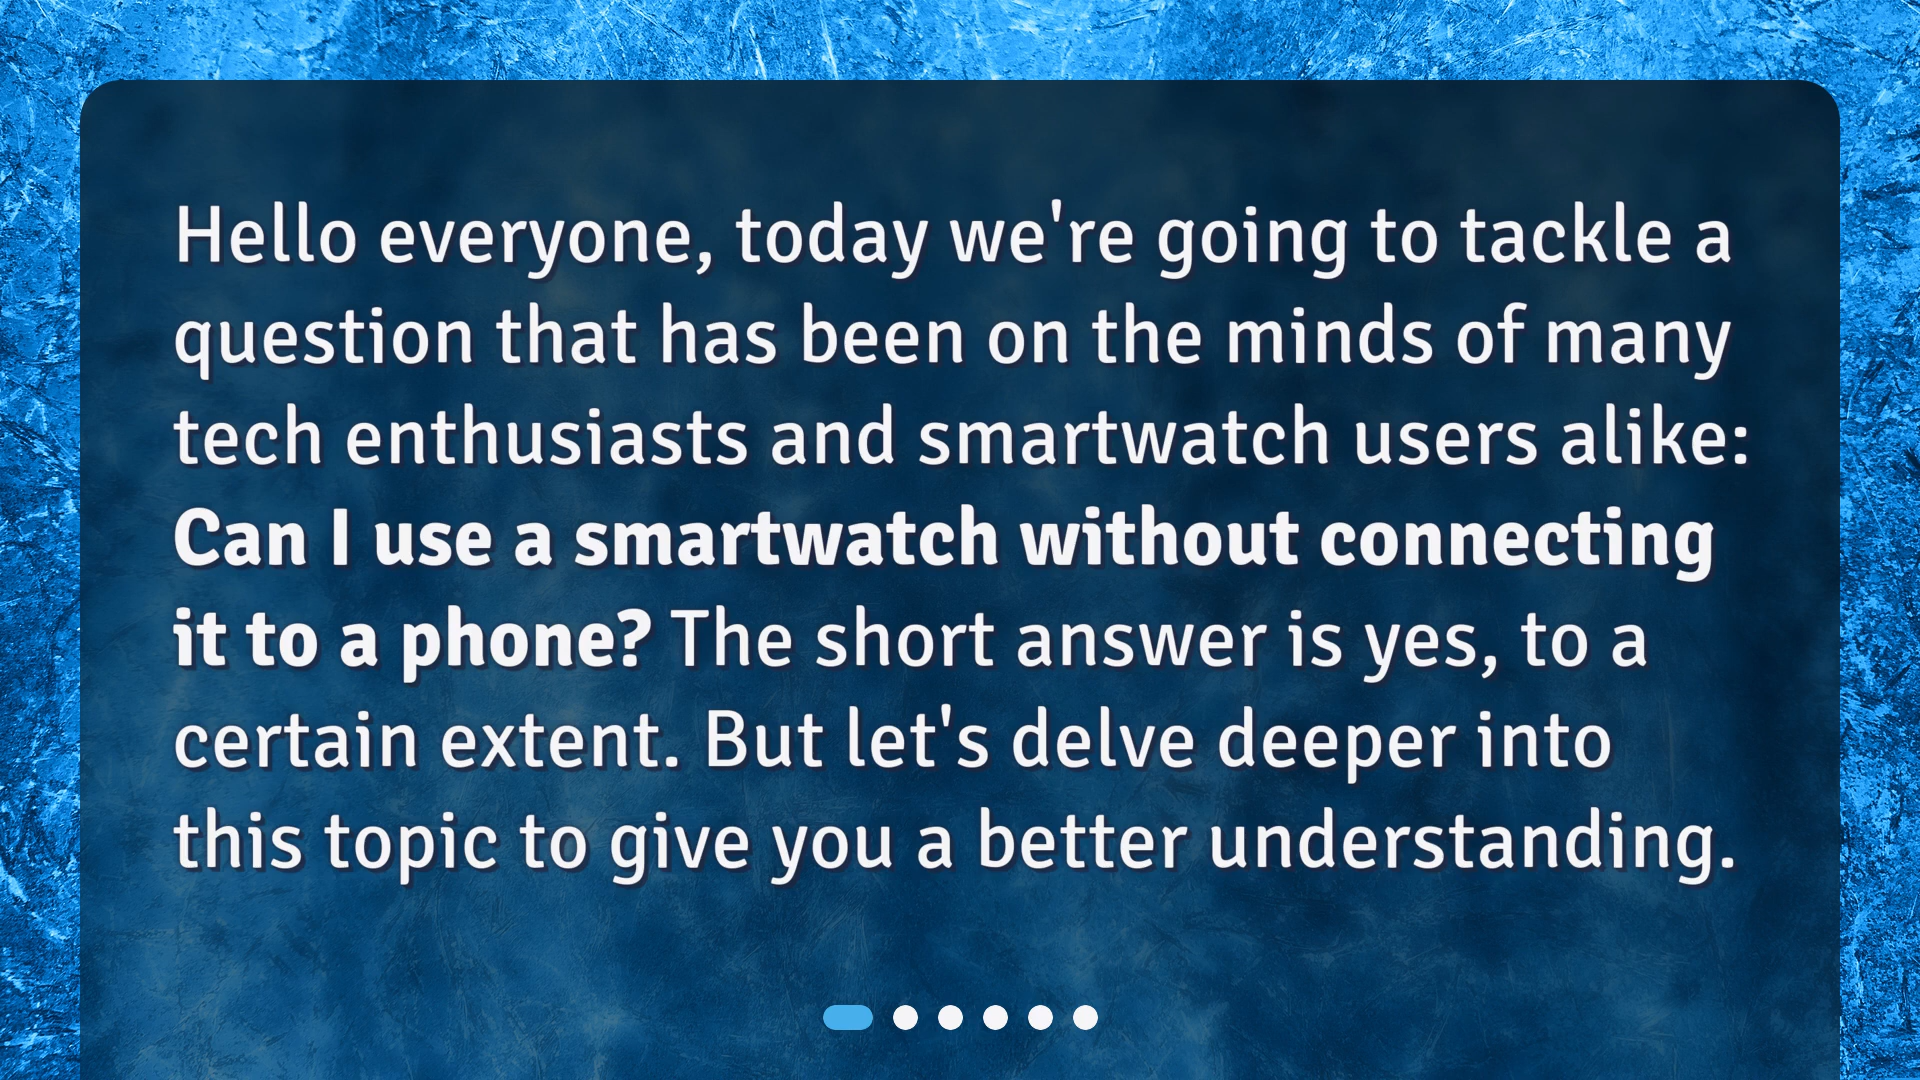 Hello everyone, today we're going to tackle a
question that has been on the minds of many
tech enthusiasts and smartwatch users alike:
Can I use a smartwatch without connecting
it to a phone? The short answer is yes, to a
certain extent. But let's delve deeper into
this topic to give you a better understanding.